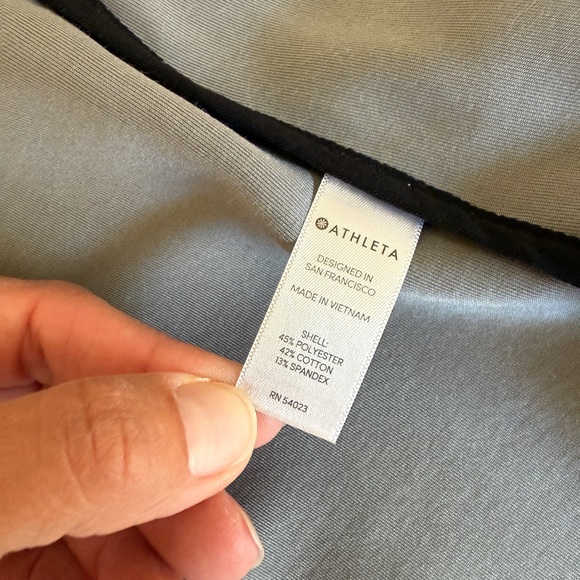 ATHLETA
DESIGNED IN
SAN FRANCISCO
MADE IN VIETNAM
SHELL:
45% POLYESTER
42% COTTON
13% SPANDEX
RN 54023